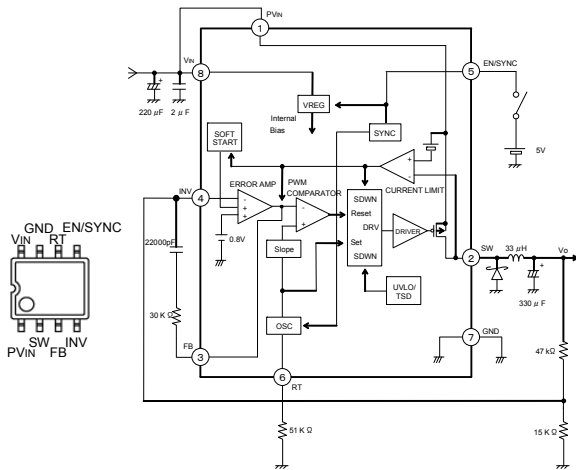 PVIN
1
VIN
8
EN/SYNC
5
220 μF
2 μF
VREG
Internal
Bias
SYNC
SOFT
START
5V
INV
4
ERROR AMP
PWM
COMPARATOR
CURRENT LIMIT
SDWN
Reset
DRV
Set
SDWN
DRIVER
0.8V
Slope
22000pF
SW
2
33 μH
Vo
330 μF
UVLO/
TSD
30 KΩ
OSC
FB
3
6
RT
7
GND
47 kΩ
51 KΩ
15 KΩ
VIN
GND
RT
EN/SYNC
PVIN
SW
FB
INV